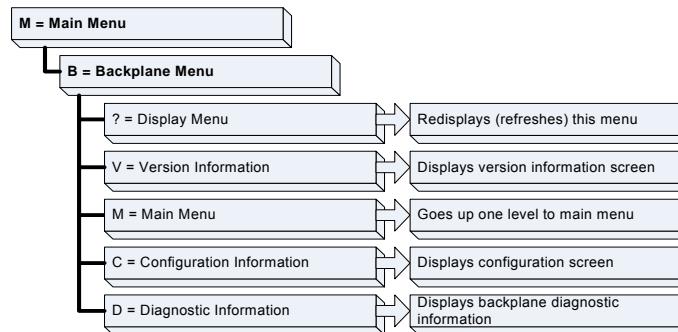 M = Main Menu
B = Backplane Menu
? = Display Menu
Redisplays (refreshes) this menu
V = Version Information
Displays version information screen
M = Main Menu
Goes up one level to main menu
C = Configuration Information
Displays configuration screen
D = Diagnostic Information
Displays backplane diagnostic
information